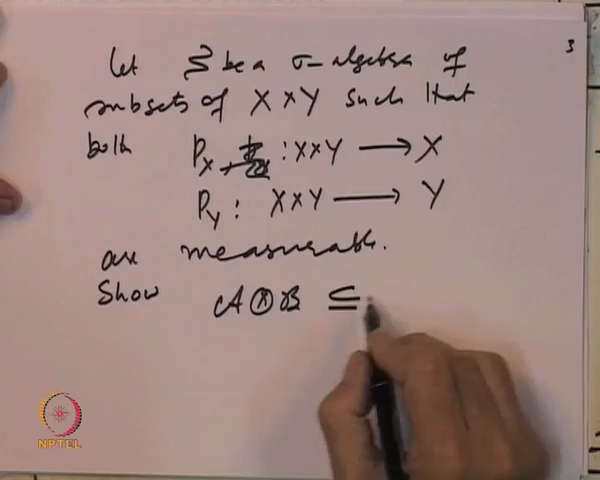 3
Let S be a σ-algebra of
subsets of X×Y such that
both P_X : X×Y → X
P_Y : X×Y → Y
are measurable.
Show A⊗B ⊆
NPTEL